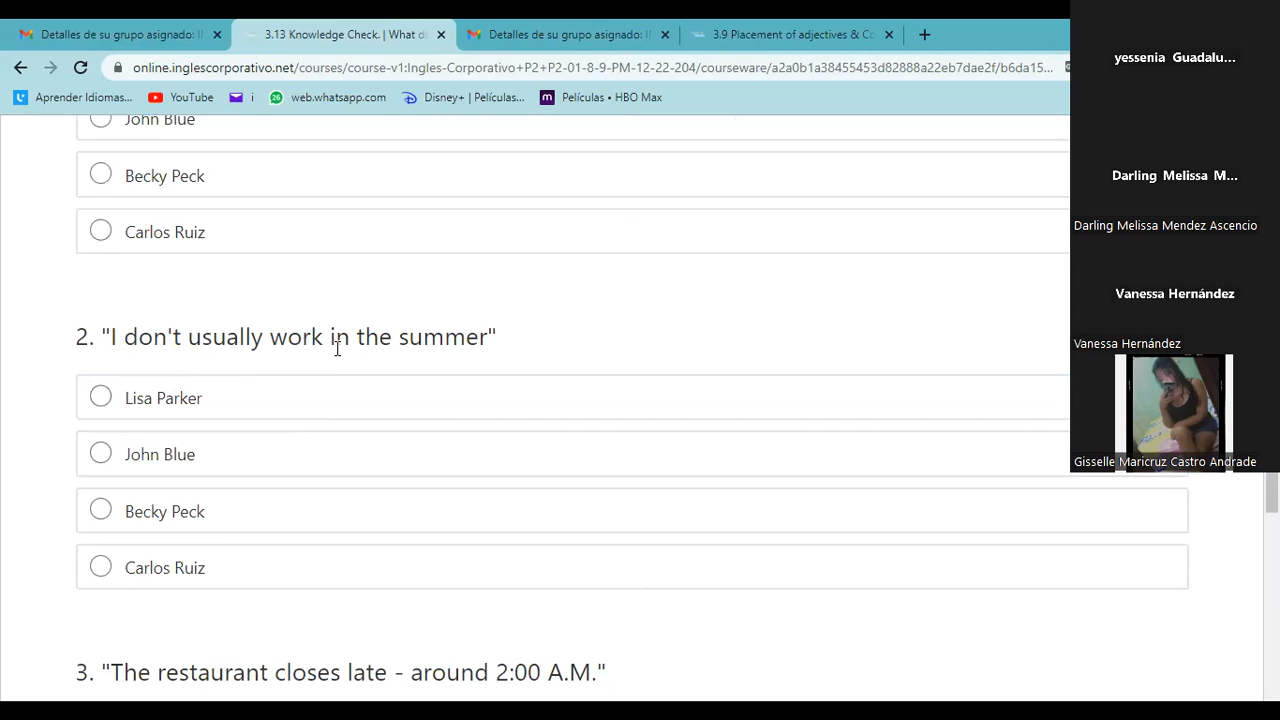 Detalles de su grupo asignado: I
3.13 Knowledge Check. | What d
Detalles de su grupo asignado: I
3.9 Placement of adjectives & Co
online.inglescorporativo.net/courses/course-v1:Ingles-Corporativo+P2+P2-01-8-9-PM-12-22-204/courseware/a2a0b1a38455453d82888a22eb7dae2f/b6da15...
Aprender Idiomas... YouTube i web.whatsapp.com Disney+ | Películas... Películas • HBO Max
John Blue
Becky Peck
Carlos Ruiz
2. "I don't usually work in the summer"
Lisa Parker
John Blue
Becky Peck
Carlos Ruiz
3. "The restaurant closes late - around 2:00 A.M."
yessenia Guadalu...
Darling Melissa M...
Darling Melissa Mendez Ascencio
Vanessa Hernández
Vanessa Hernández
Gisselle Maricruz Castro Andrade